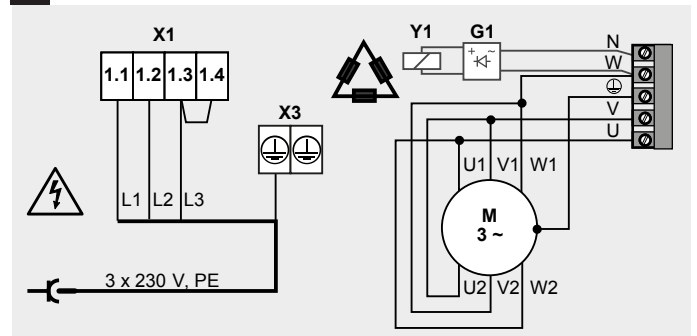 X1
1.1 1.2 1.3 1.4
X3
L1 L2 L3
3 x 230 V, PE
Y1 G1
+ ~
N
W
V
U
U1 V1 W1
M
3 ~
U2 V2 W2